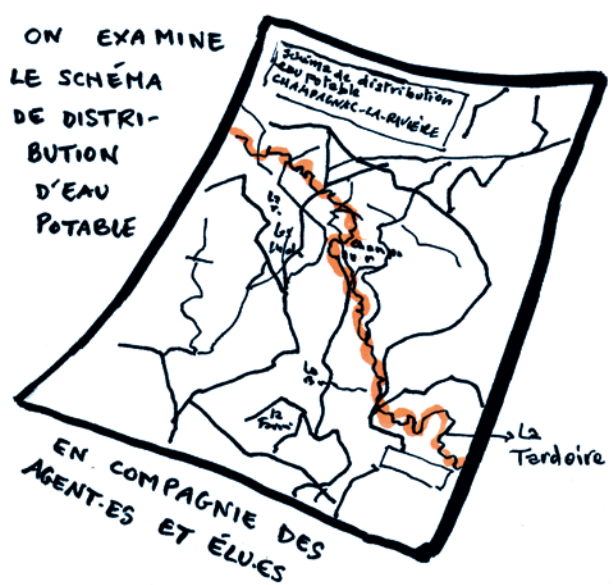 ON EXAMINE
LE SCHÉMA
DE DISTRI-
BUTION
D'EAU
POTABLE
Schéma de distribution
eau potable
CHAMPAGNAC-LA-RIVIÈRE
La
Tardoire
EN COMPAGNIE DES
AGENT·ES ET ÉLU·ES